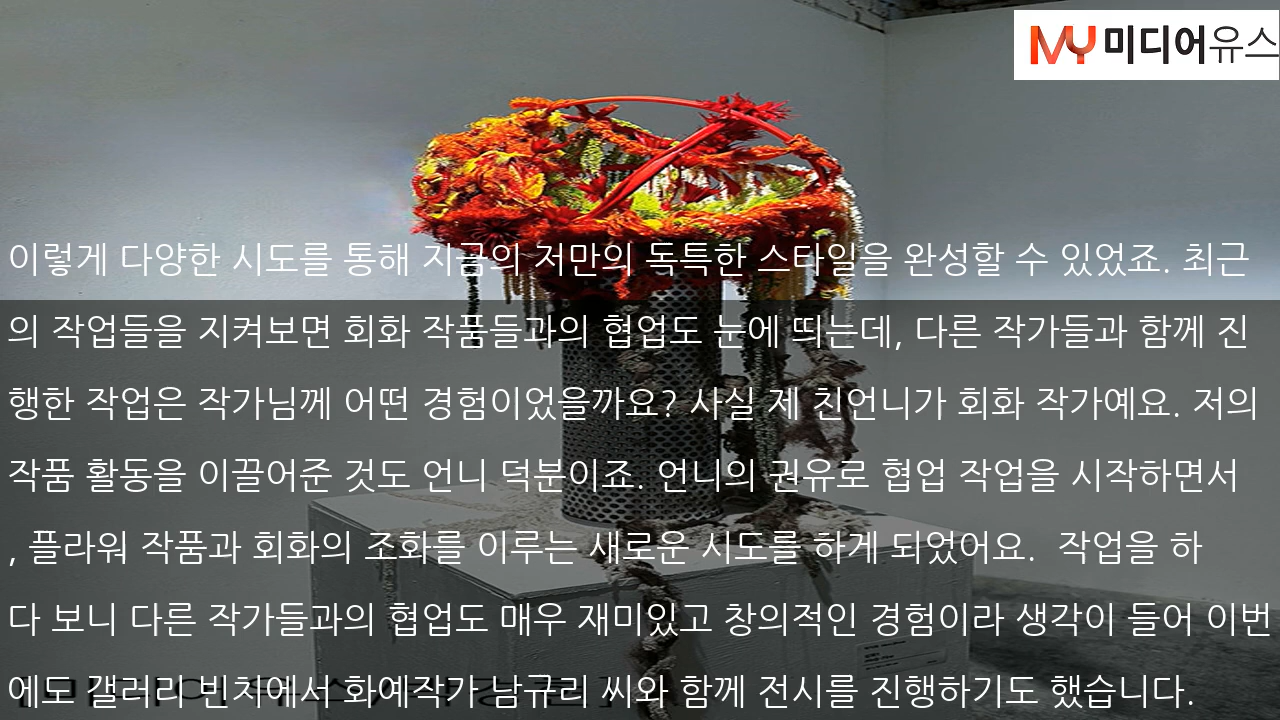 MY 미디어유스
이렇게 다양한 시도를 통해 지금의 저만의 독특한 스타일을 완성할 수 있었죠. 최근
의 작업들을 지켜보면 회화 작품들과의 협업도 눈에 띄는데, 다른 작가들과 함께 진
행한 작업은 작가님께 어떤 경험이었을까요? 사실 제 친언니가 회화 작가예요. 저의
작품 활동을 이끌어준 것도 언니 덕분이죠. 언니의 권유로 협업 작업을 시작하면서
, 플라워 작품과 회화의 조화를 이루는 새로운 시도를 하게 되었어요. 작업을 하
다 보니 다른 작가들과의 협업도 매우 재미있고 창의적인 경험이라 생각이 들어 이번
에도 갤러리 빈치에서 화예작가 남규리 씨와 함께 전시를 진행하기도 했습니다.